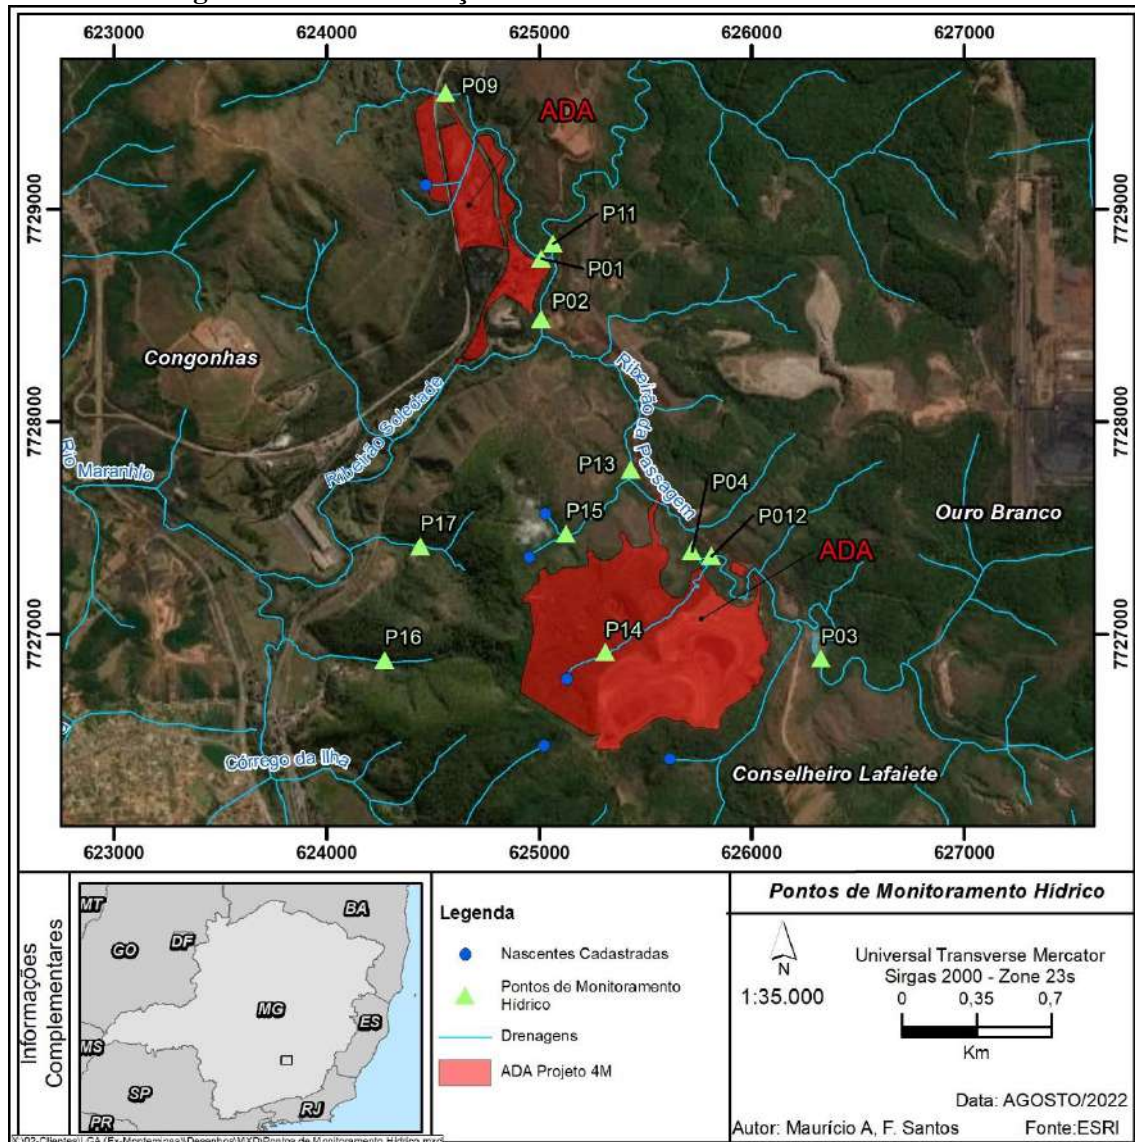 623000 624000 625000 626000 627000
P09
ADA
7729000
7729000
P11
P01
P02
Congonhas
Ribeirão Soledade
Ribeirão da Passagem
7728000
7728000
Rio Maranhlo
P13
P04
P15
P012
P17
Ouro Branco
ADA
7727000
7727000
P14
P16
P03
Córrego da Ilha
Conselheiro Lafaiete
623000 624000 625000 626000 627000
Informações
Complementares
MT
BA
GO
DF
MG
ES
MS
SP
RJ
PR
Legenda
Nascentes Cadastradas
Pontos de Monitoramento
Hídrico
Drenagens
ADA Projeto 4M
Pontos de Monitoramento Hídrico
N
1:35.000
Universal Transverse Mercator
Sirgas 2000 - Zone 23s
0 0,35 0,7
Km
Data: AGOSTO/2022
Autor: Maurício A, F. Santos Fonte:ESRI